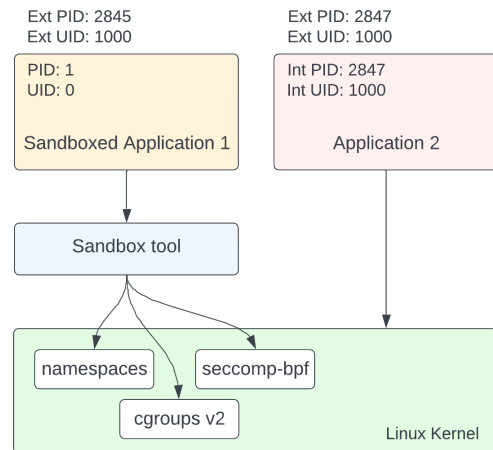 Ext PID: 2845
Ext UID: 1000
Ext PID: 2847
Ext UID: 1000
PID: 1
UID: 0
Sandboxed Application 1
Int PID: 2847
Int UID: 1000
Application 2
Sandbox tool
namespaces
seccomp-bpf
cgroups v2
Linux Kernel